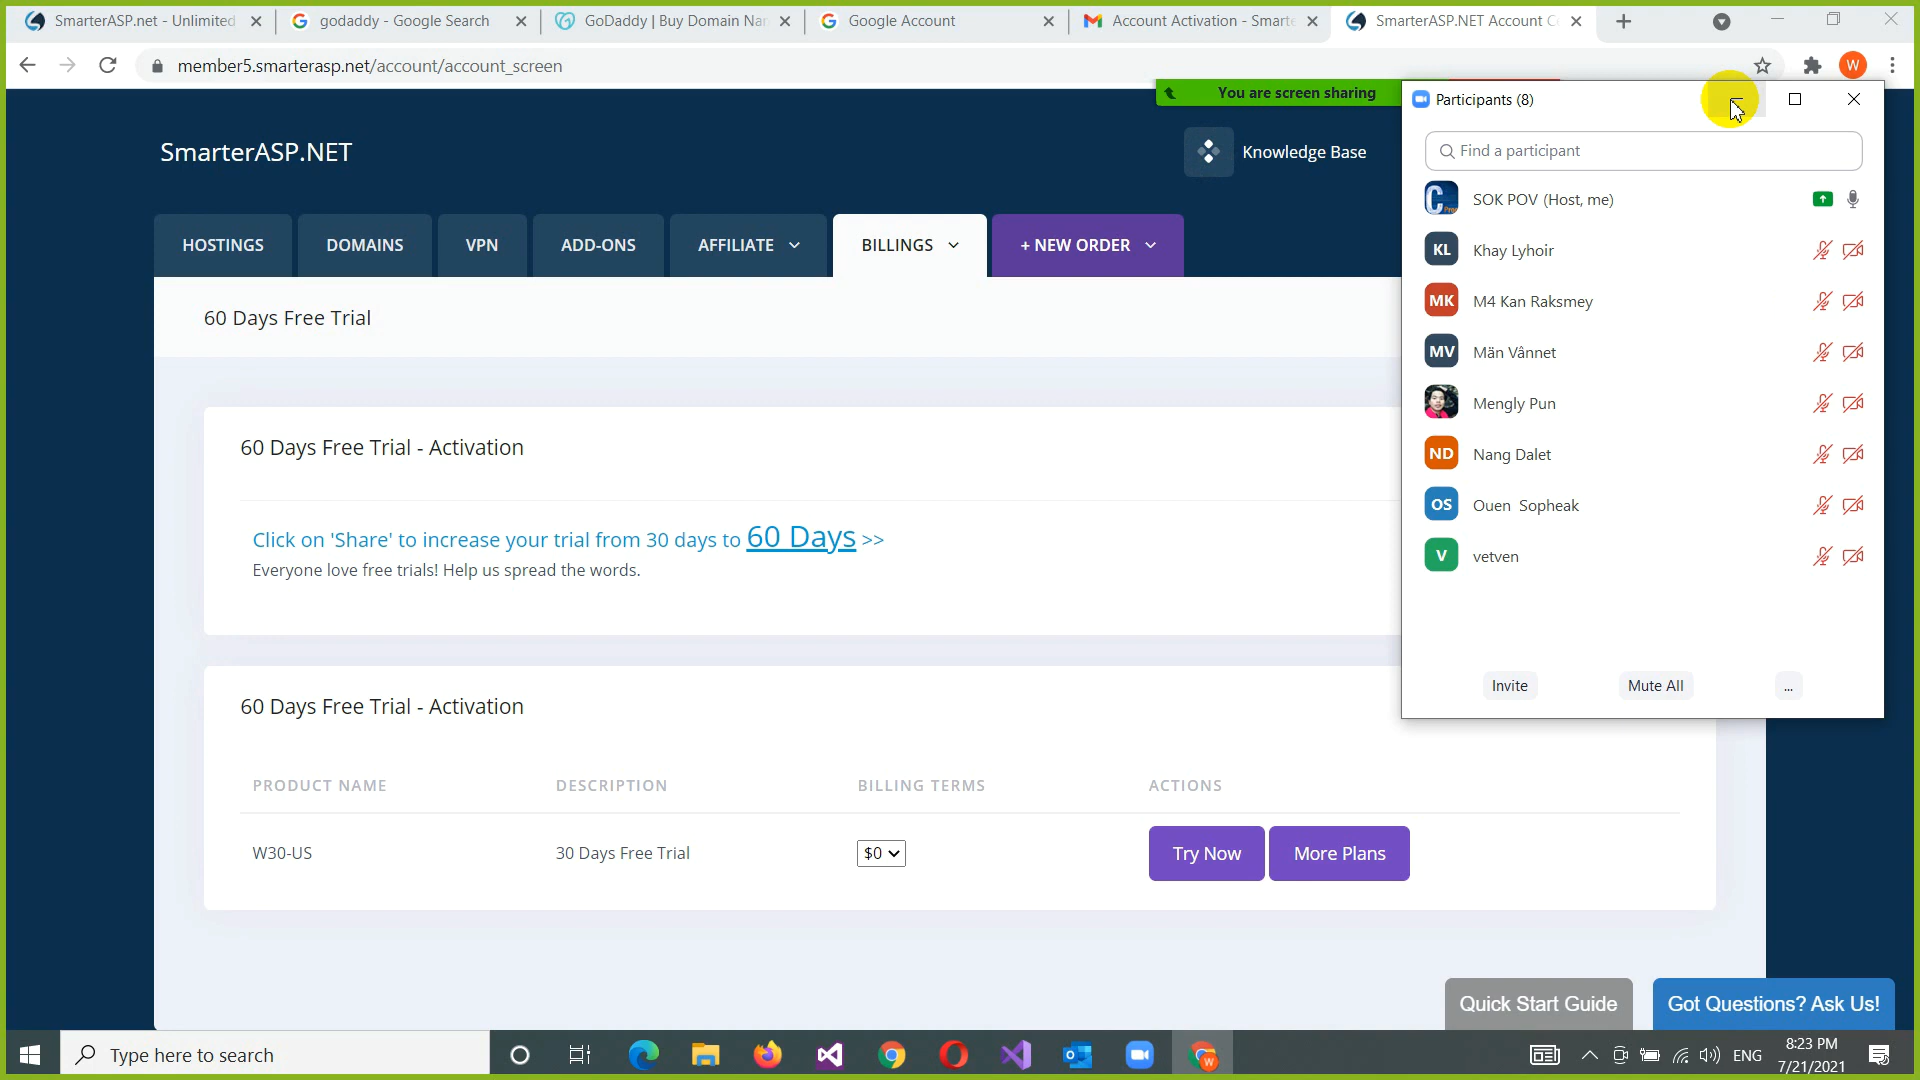 SmarterASP.net - Unlimited
godaddy - Google Search
GoDaddy | Buy Domain Nam
Google Account
Account Activation - Smarte
SmarterASP.NET Account C
W
member5.smarterasp.net/account/account_screen
You are screen sharing
SmarterASP.NET
Knowledge Base
HOSTINGS
DOMAINS
VPN
ADD-ONS
AFFILIATE
BILLINGS
+ NEW ORDER
60 Days Free Trial
60 Days Free Trial - Activation
Click on 'Share' to increase your trial from 30 days to 60 Days >>
Everyone love free trials! Help us spread the words.
60 Days Free Trial - Activation
PRODUCT NAME DESCRIPTION BILLING TERMS ACTIONS
W30-US 30 Days Free Trial $0 Try Now More Plans
Participants (8)
Find a participant
SOK POV (Host, me)
KL Khay Lyhoir
MK M4 Kan Raksmey
MV Män Vânnet
Mengly Pun
ND Nang Dalet
OS Ouen Sopheak
V vetven
Invite
Mute All
...
Quick Start Guide
Got Questions? Ask Us!
Type here to search
ENG
8:23 PM
7/21/2021